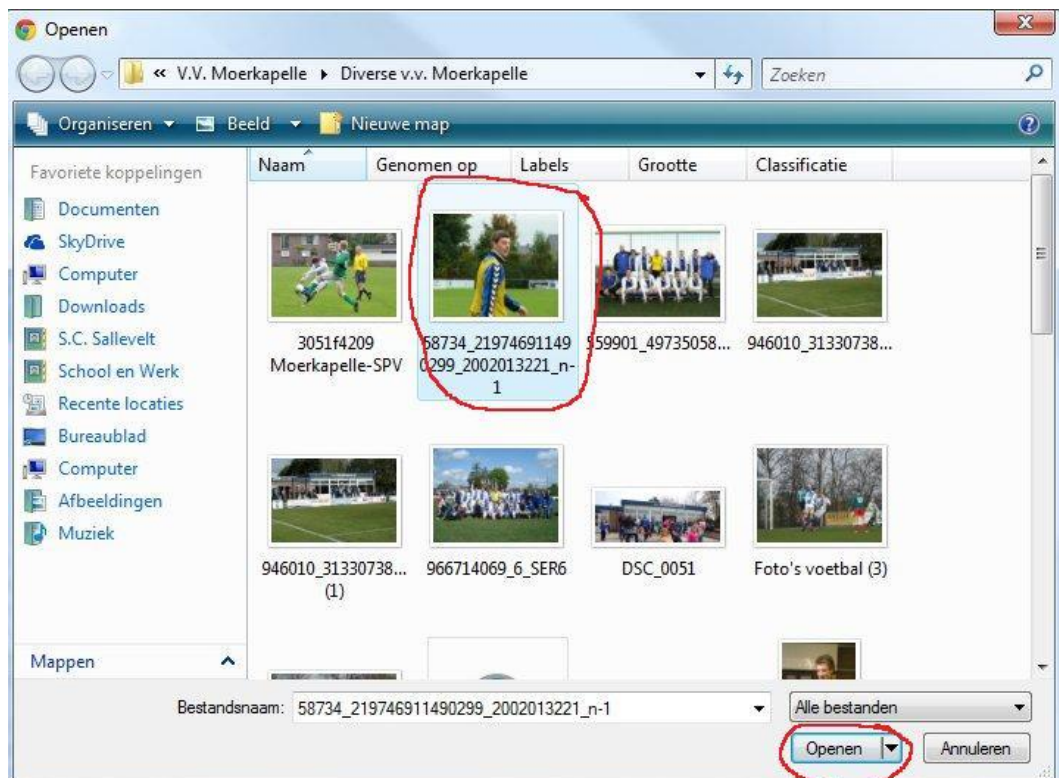 Openen
« V.V. Moerkapelle ▸ Diverse v.v. Moerkapelle
Zoeken
Organiseren
Beeld
Nieuwe map
Favoriete koppelingen
Documenten
SkyDrive
Computer
Downloads
S.C. Sallevelt
School en Werk
Recente locaties
Bureaublad
Computer
Afbeeldingen
Muziek
Mappen
Naam Genomen op Labels Grootte Classificatie
3051f4209
Moerkapelle-SPV
58734_21974691149
0299_2002013221_n-
1
559901_49735058...
946010_31330738...
946010_31330738...
(1)
966714069_6_SER6
DSC_0051
Foto's voetbal (3)
Bestandsnaam: 58734_219746911490299_2002013221_n-1
Alle bestanden
Openen
Annuleren